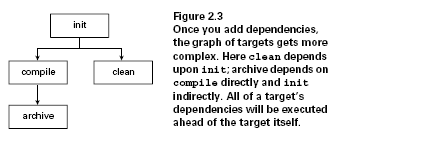 init
compile
clean
archive
Figure 2.3
Once you add dependencies,
the graph of targets gets more
complex. Here clean depends
upon init; archive depends on
compile directly and init
indirectly. All of a target's
dependencies will be executed
ahead of the target itself.